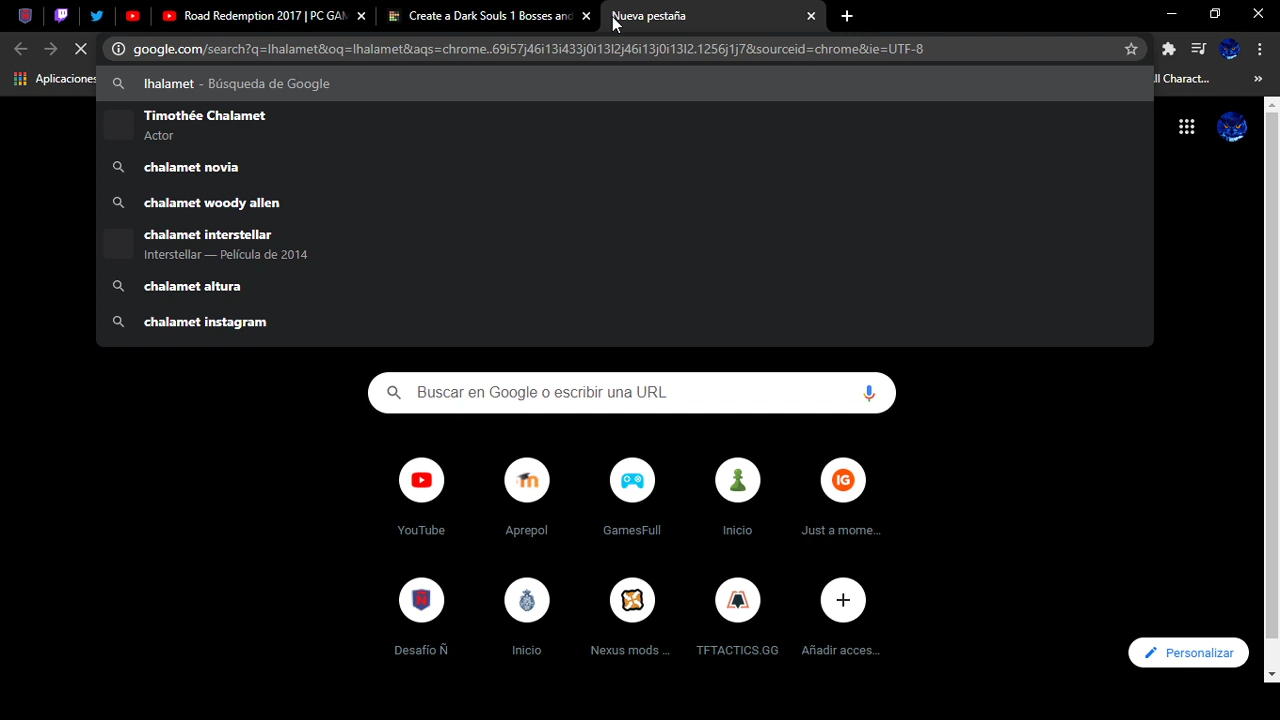 Road Redemption 2017 | PC GAM
Create a Dark Souls 1 Bosses and
Nueva pestaña
google.com/search?q=lhalamet&oq=lhalamet&aqs=chrome..69i57j46i13i433j0i13l2j46i13j0i13l2.1256j1j7&sourceid=chrome&ie=UTF-8
Aplicaciones
ll Charact...
»
lhalamet - Búsqueda de Google
Timothée Chalamet
Actor
chalamet novia
chalamet woody allen
chalamet interstellar
Interstellar — Película de 2014
chalamet altura
chalamet instagram
Buscar en Google o escribir una URL
YouTube
Aprepol
GamesFull
Inicio
Just a mome...
Desafío Ñ
Inicio
Nexus mods ...
TFTACTICS.GG
Añadir acces...
Personalizar